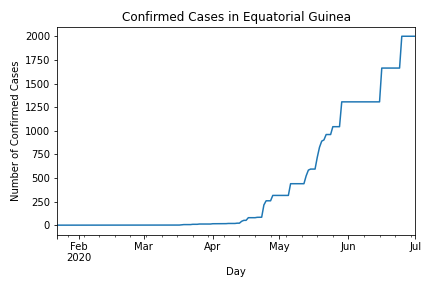 Confirmed Cases in Equatorial Guinea
Number of Confirmed Cases
2000
1750
1500
1250
1000
750
500
250
0
Feb Mar Apr May Jun Jul
2020
Day